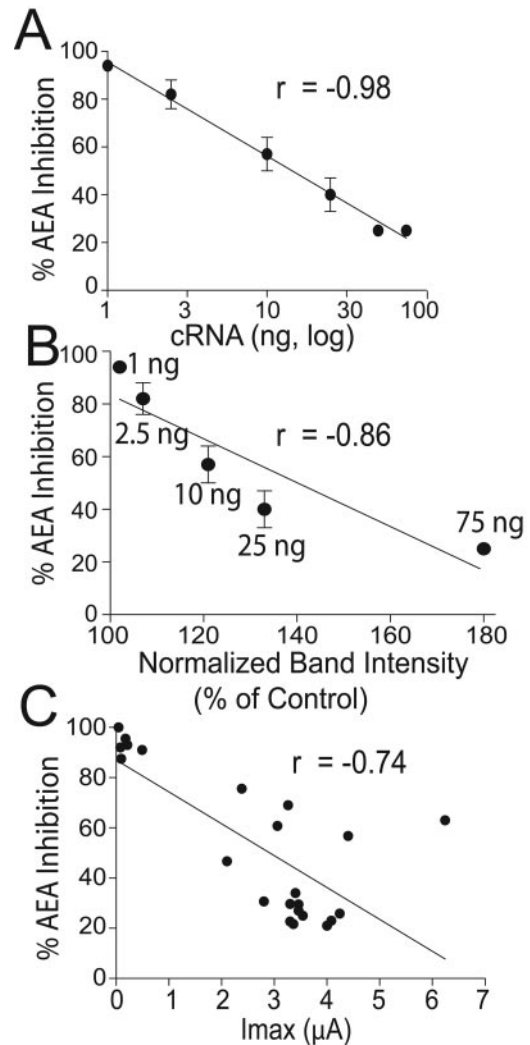 A
% AEA Inhibition
100
80
60
40
20
0
r = -0.98
1 3 10 30 100
cRNA (ng, log)
B
% AEA Inhibition
100
80
60
40
20
0
1 ng
2.5 ng
r = -0.86
10 ng
25 ng
75 ng
100 120 140 160 180
Normalized Band Intensity
(% of Control)
C
% AEA Inhibition
100
80
60
40
20
0
r = -0.74
0 1 2 3 4 5 6 7
Imax (µA)